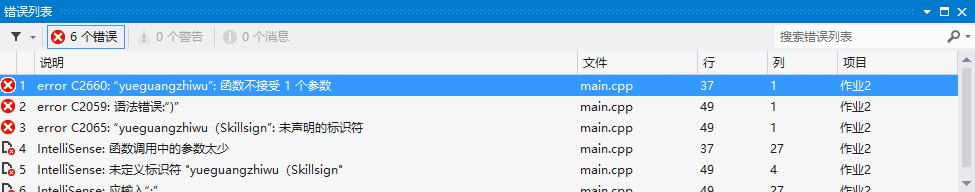 错误列表
6 个错误 0 个警告 0 个消息 搜索错误列表
说明 文件 行 列 项目
1 error C2660: “yueguangzhiwu”: 函数不接受 1 个参数 main.cpp 37 1 作业2
2 error C2059: 语法错误:“)” main.cpp 49 1 作业2
3 error C2065: “yueguangzhiwu（Skillsign”: 未声明的标识符 main.cpp 49 1 作业2
4 IntelliSense: 函数调用中的参数太少 main.cpp 37 27 作业2
5 IntelliSense: 未定义标识符 "yueguangzhiwu（Skillsign" main.cpp 49 4 作业2
6 IntelliSense: 应输入“;” main.cpp 49 27 作业2